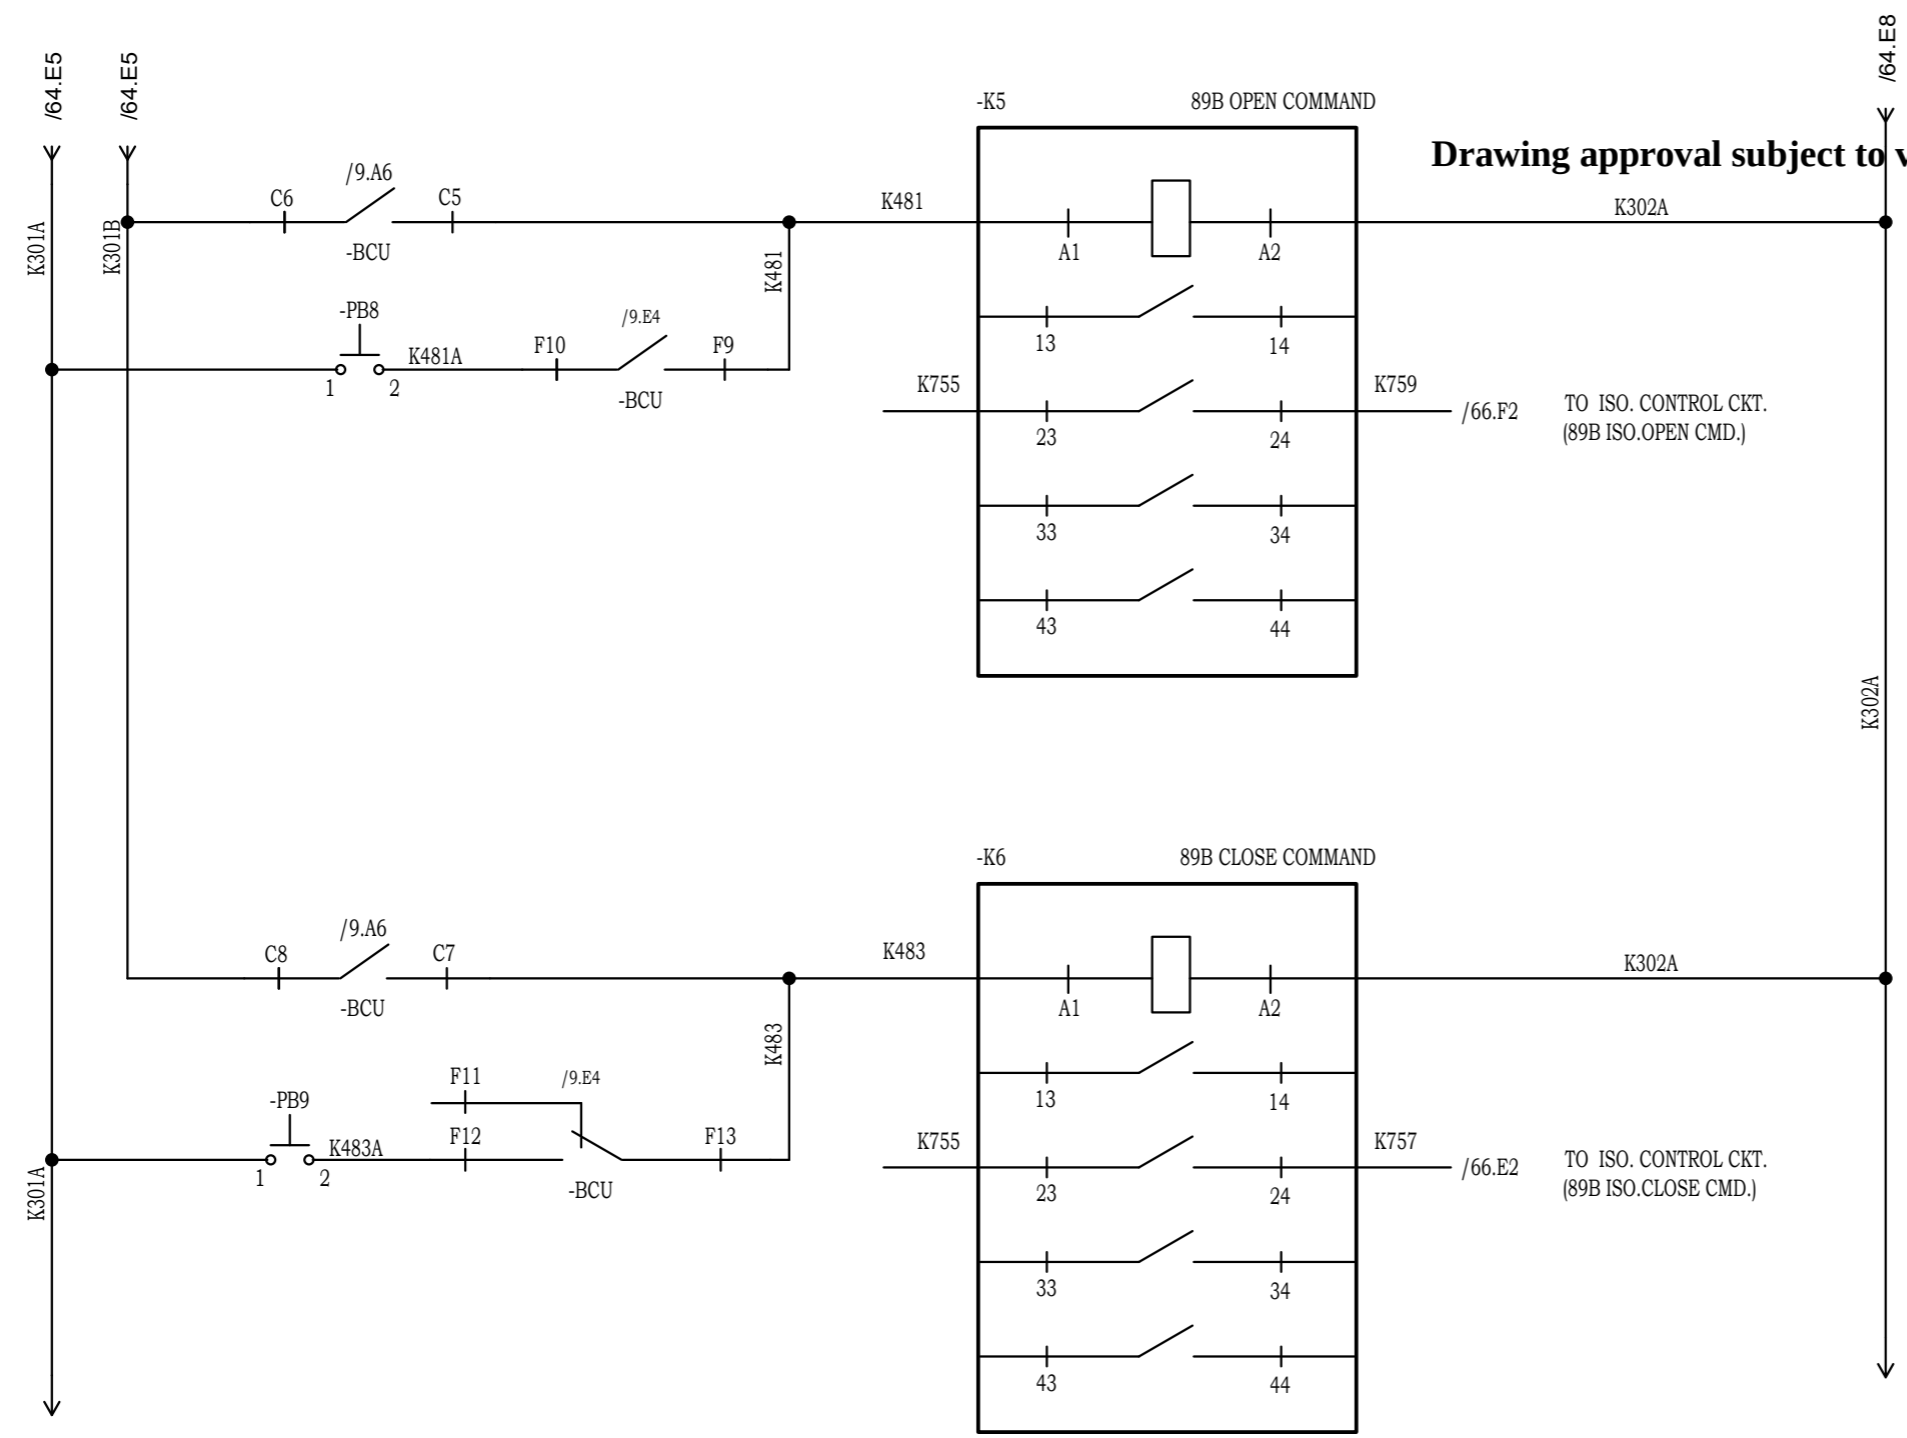 /64.E5
/64.E5
/64.E8
-K5
89B OPEN COMMAND
Drawing approval subject to
/9.A6
C6
C5
-BCU
K301A
K301B
K481
K302A
A1
A2
K481
-PB8
1
2
K481A
F10
/9.E4
F9
-BCU
13
14
K755
23
24
K759
/66.F2
TO ISO. CONTROL CKT.
(89B ISO.OPEN CMD.)
33
34
43
44
K302A
-K6
89B CLOSE COMMAND
/9.A6
C8
C7
-BCU
K483
K302A
A1
A2
K483
F11
/9.E4
-PB9
1
2
K483A
F12
F13
-BCU
K301A
13
14
K755
23
24
K757
/66.E2
TO ISO. CONTROL CKT.
(89B ISO.CLOSE CMD.)
33
34
43
44